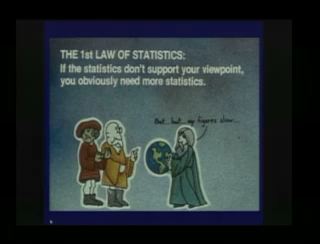 THE 1st LAW OF STATISTICS:
If the statistics don't support your viewpoint,
you obviously need more statistics.
But.. but.. my figures show...